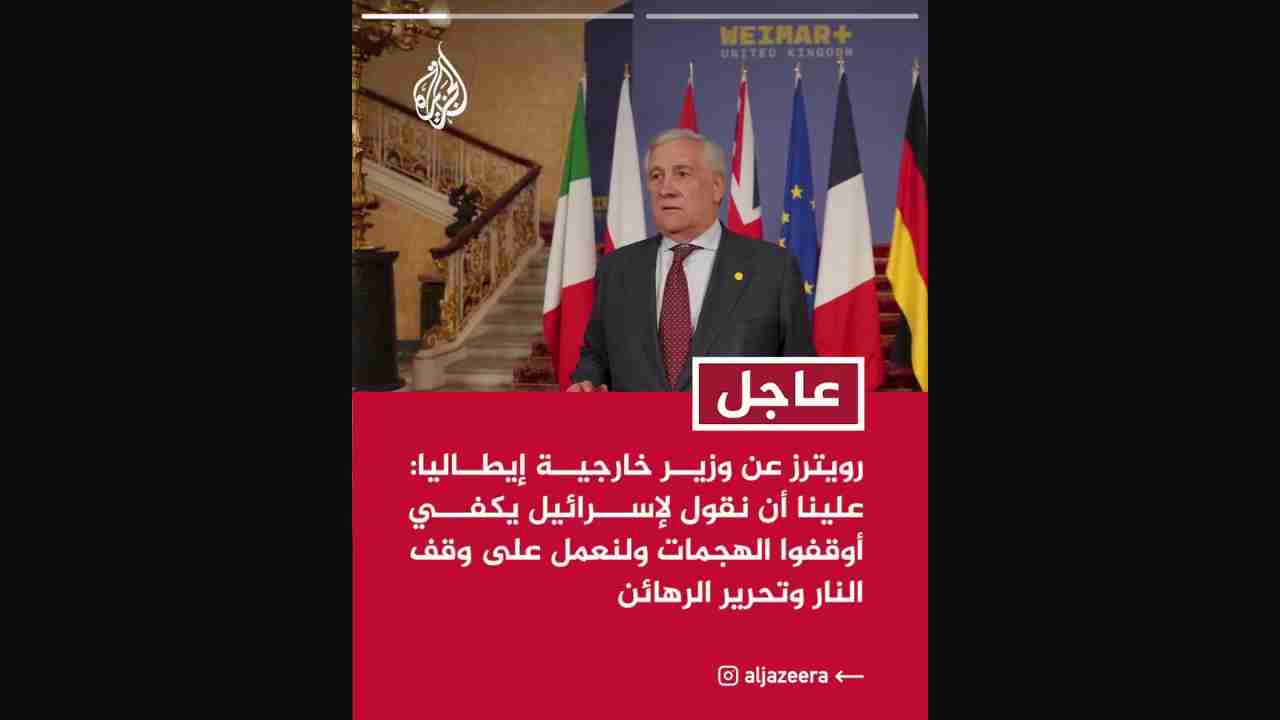 WEIMAR+
UNITED KINGDOM
الجزيرة
عاجل
رويترز عن وزير خارجية إيطاليا:
علينا أن نقول لإسرائيل يكفي
أوقفوا الهجمات ولنعمل على وقف
النار وتحرير الرهائن
aljazeera